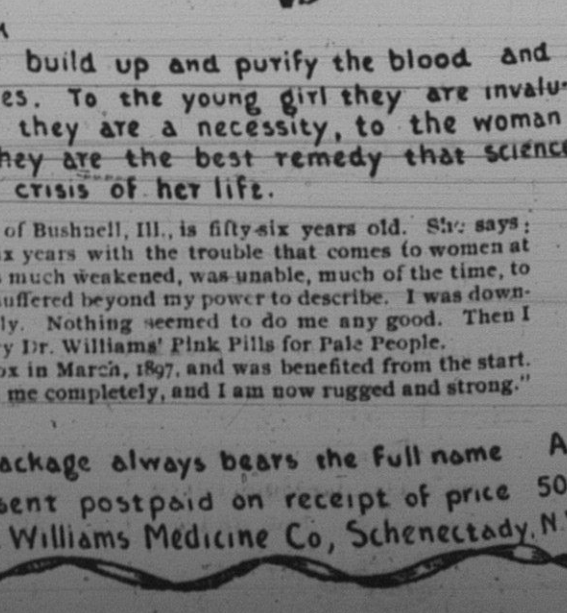 build up and purify the blood and
es. To the young girl they are invalu-
they are a necessity, to the woman
hey are the best remedy that science
crisis of her life.
of Bushnell, Ill., is fifty-six years old. She says:
ix years with the trouble that comes to women at
much weakened, was unable, much of the time, to
suffered beyond my power to describe. I was down-
ly. Nothing seemed to do me any good. Then I
y Dr. Williams' Pink Pills for Pale People.
ox in March, 1897, and was benefited from the start.
me completely, and I am now rugged and strong."
ackage always bears the full name
sent postpaid on receipt of price 50
Williams Medicine Co, Schenectady, N.